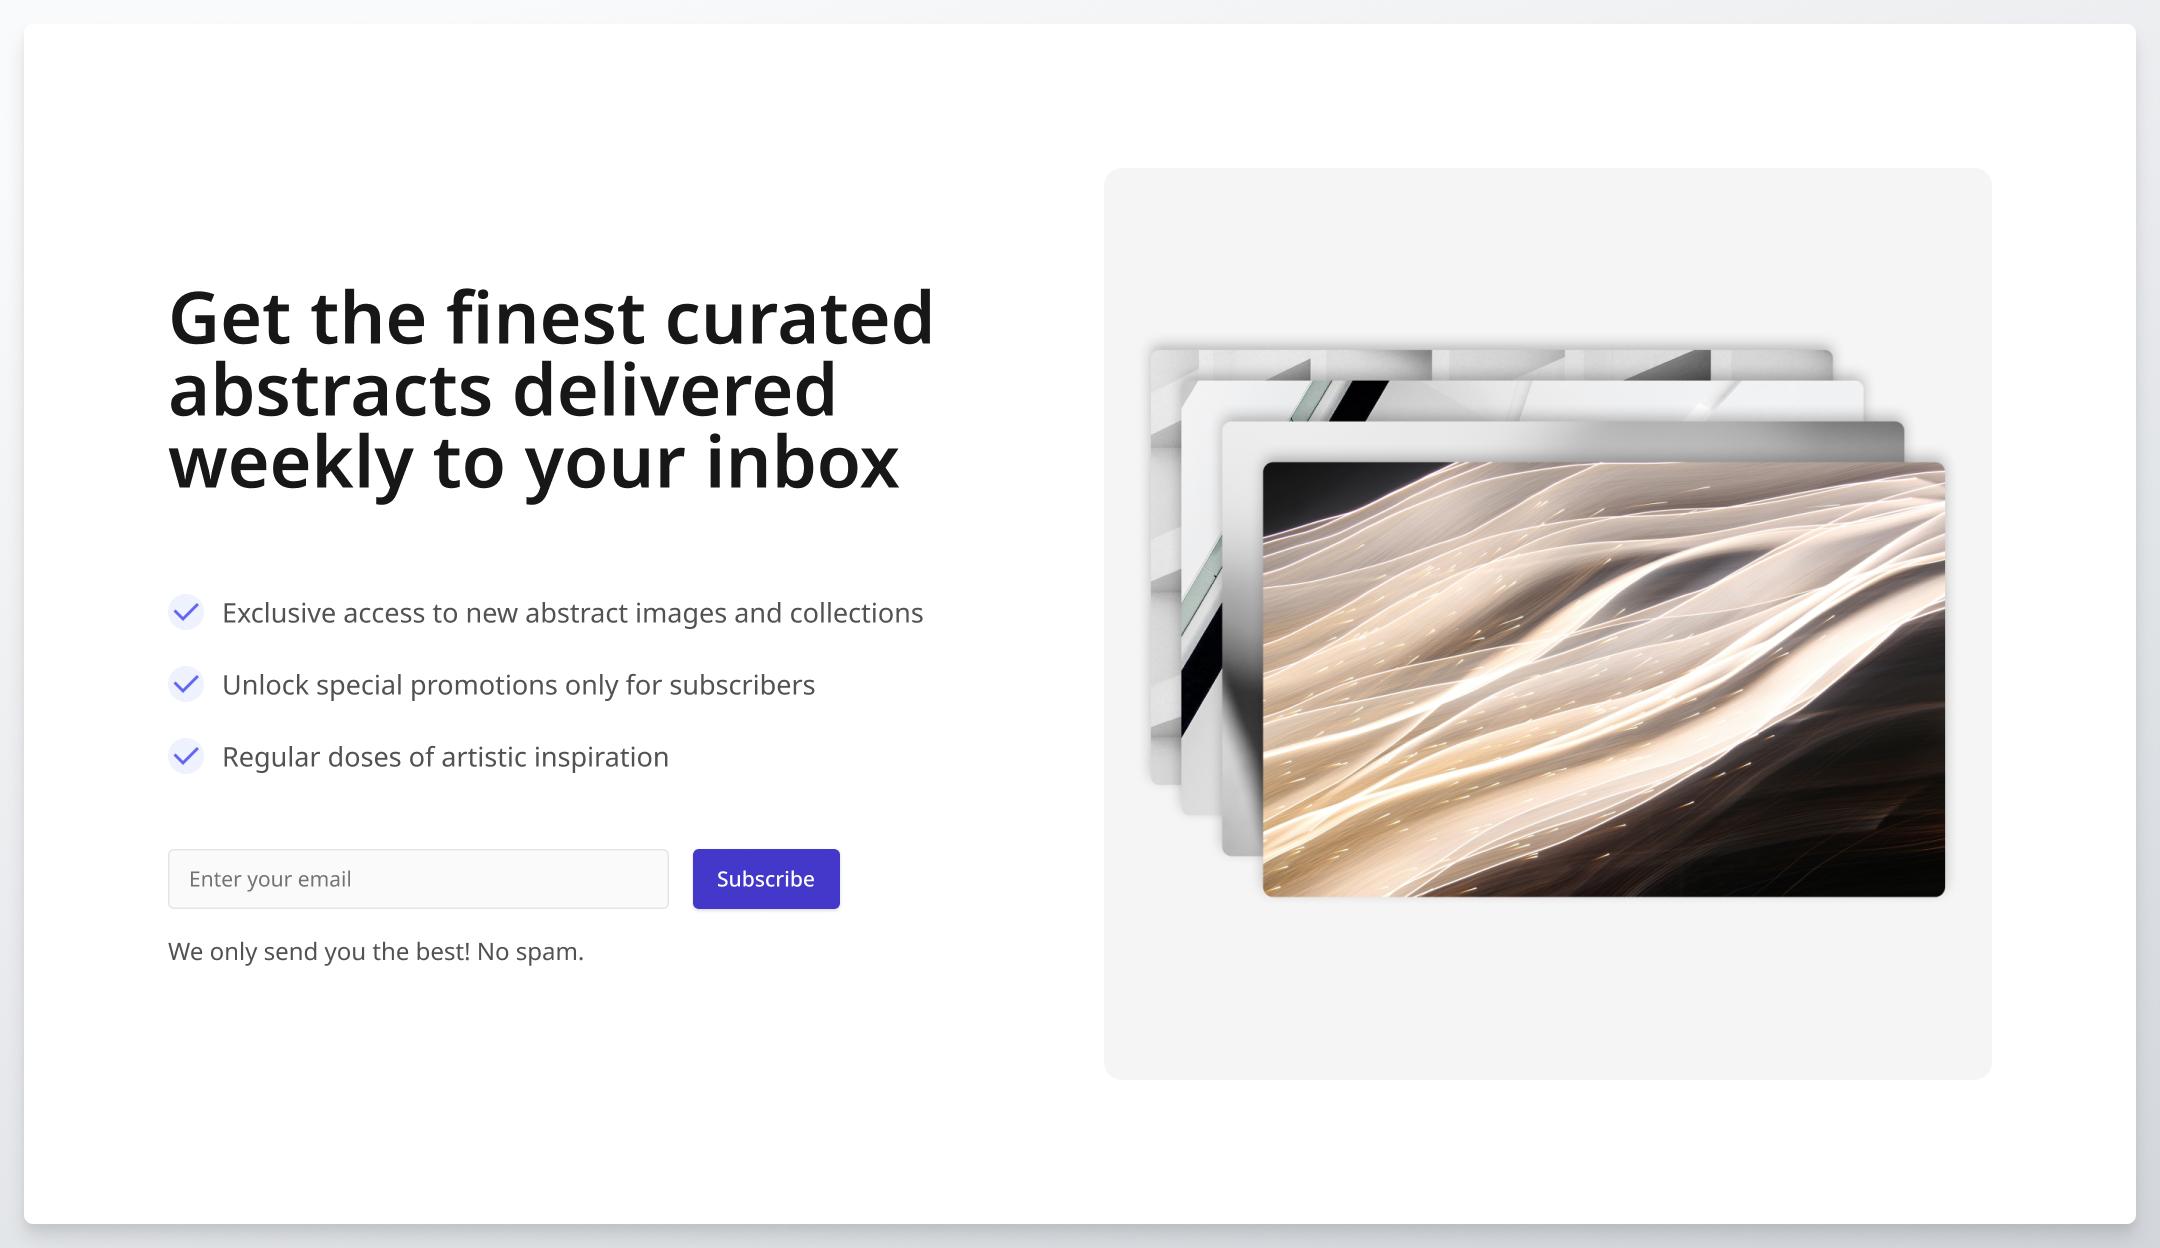 Get the finest curated
abstracts delivered
weekly to your inbox
Exclusive access to new abstract images and collections
Unlock special promotions only for subscribers
Regular doses of artistic inspiration
Enter your email
Subscribe
We only send you the best! No spam.